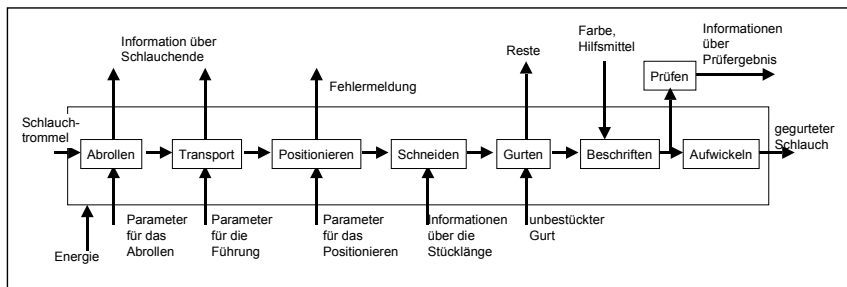 Information über
Schlauchende
Fehlermeldung
Reste
Farbe,
Hilfsmittel
Informationen
über
Prüfergebnis
Prüfen
Schlauch-
trommel
Abrollen
Transport
Positionieren
Schneiden
Gurten
Beschriften
Aufwickeln
gegurteter
Schlauch
Energie
Parameter
für das
Abrollen
Parameter
für die
Führung
Parameter
für das
Positionieren
Informationen
über die
Stücklänge
unbestückter
Gurt